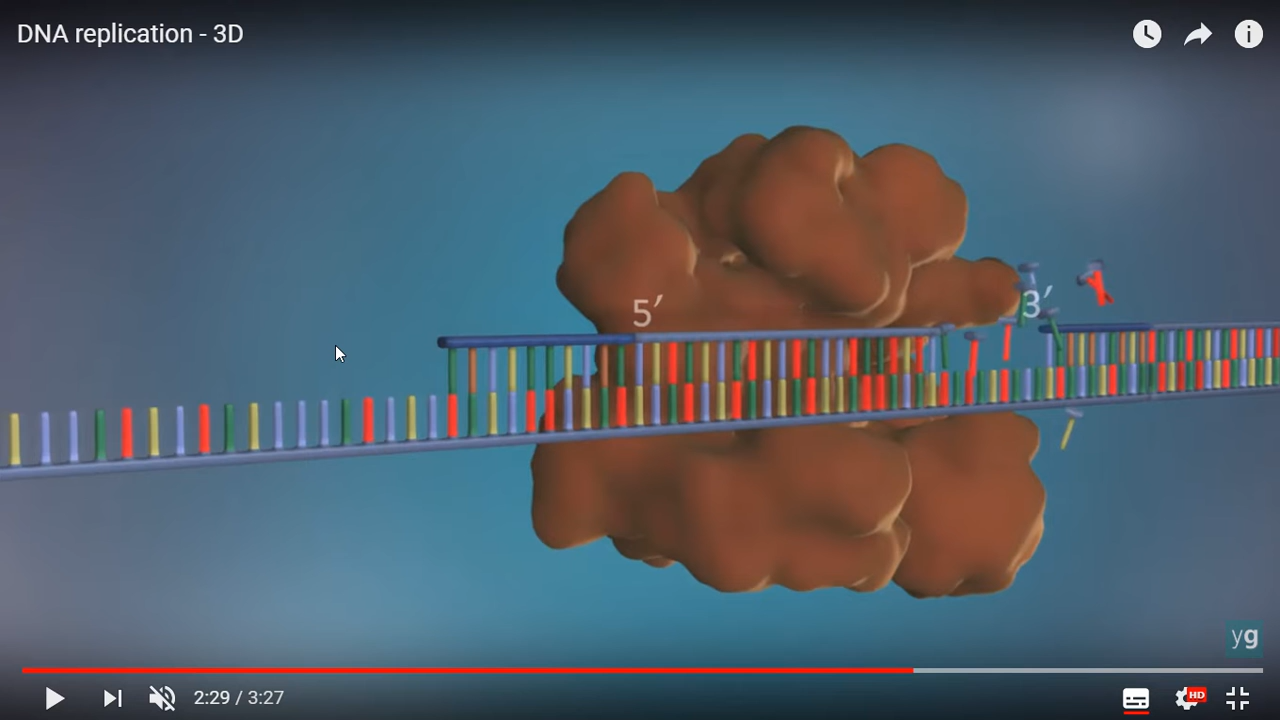 DNA replication - 3D
5′
3′
yg
2:29 / 3:27
HD